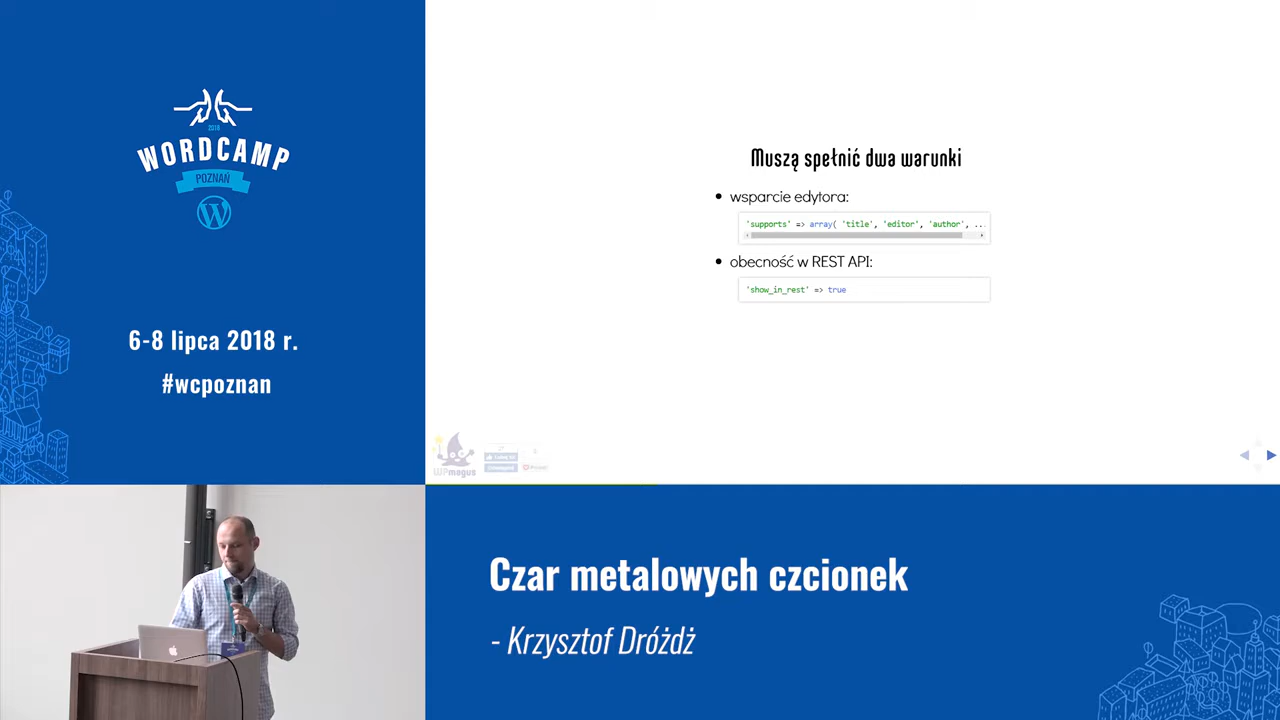 2018
WORDCAMP
POZNAŃ
6-8 lipca 2018 r.
#wcpoznan
Muszą spełnić dwa warunki
• wsparcie edytora:
'supports' => array( 'title', 'editor', 'author', ..
• obecność w REST API:
'show_in_rest' => true
WPmagus
Czar metalowych czcionek
- Krzysztof Dróżdż